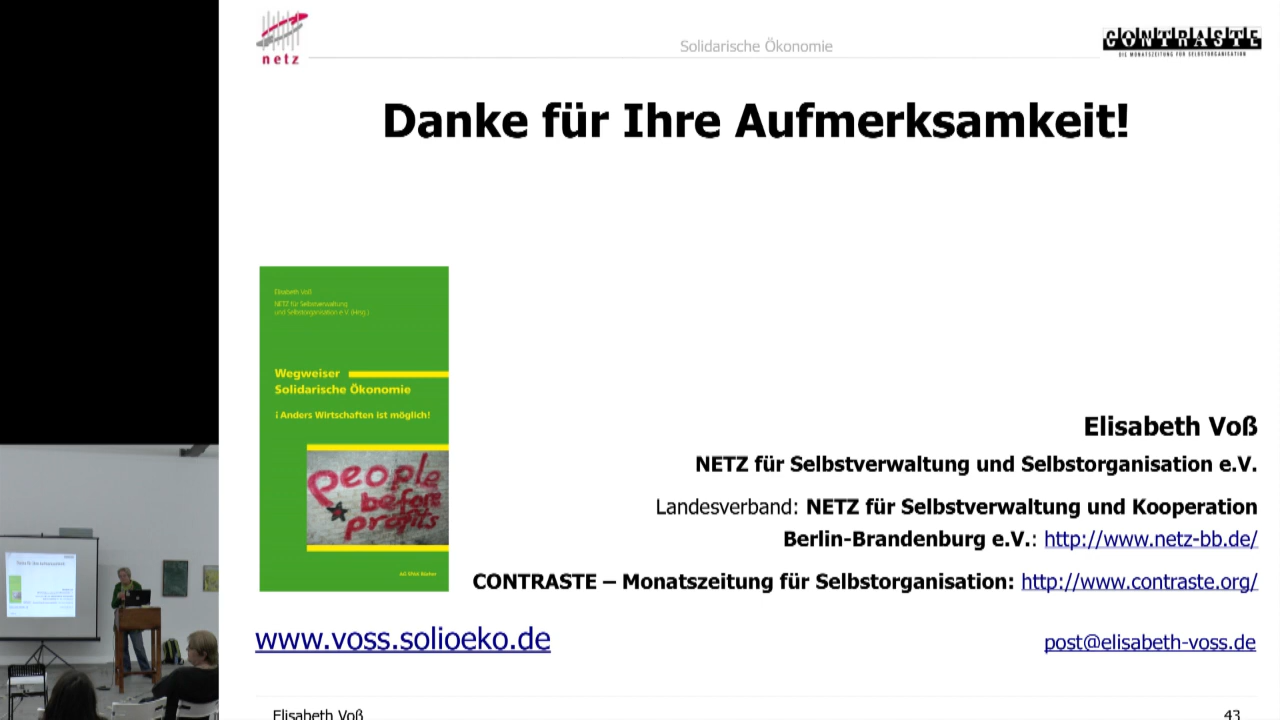 netz
Solidarische Ökonomie
CONTRASTE
DIE MONATSZEITUNG FÜR SELBSTORGANISATION
Danke für Ihre Aufmerksamkeit!
Elisabeth Voß
NETZ für Selbstverwaltung
und Selbstorganisation e.V. (Hrsg.)
Wegweiser
Solidarische Ökonomie
¡ Anders Wirtschaften ist möglich!
people
before
profits
AG SPAK Bücher
Elisabeth Voß
NETZ für Selbstverwaltung und Selbstorganisation e.V.
Landesverband: NETZ für Selbstverwaltung und Kooperation
Berlin-Brandenburg e.V.: http://www.netz-bb.de/
CONTRASTE – Monatszeitung für Selbstorganisation: http://www.contraste.org/
www.voss.solioeko.de
post@elisabeth-voss.de
Elisabeth Voß
43